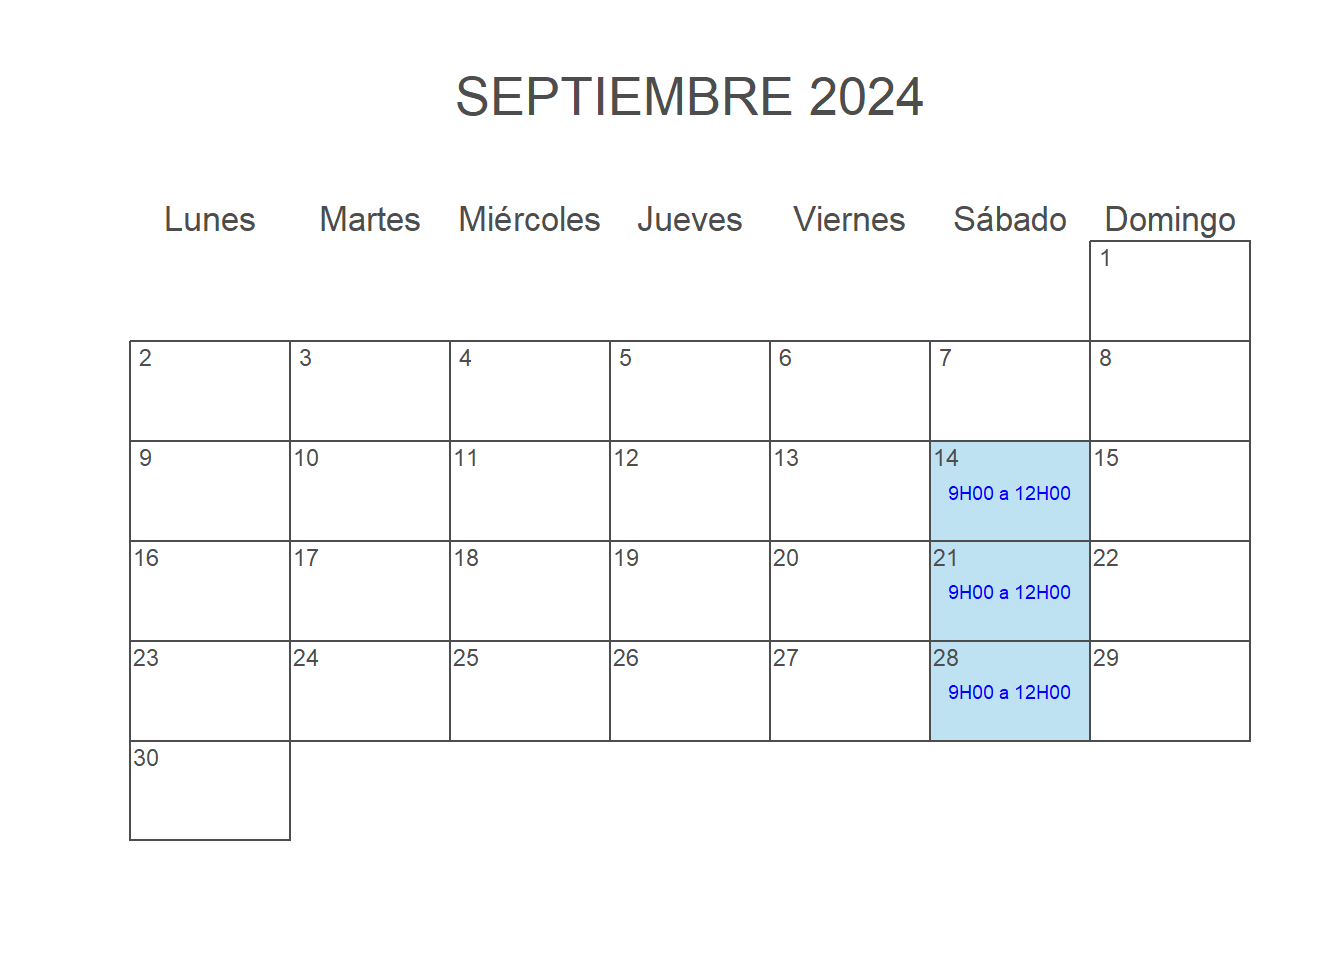 SEPTIEMBRE 2024
Lunes Martes Miércoles Jueves Viernes Sábado Domingo
1
2 3 4 5 6 7 8
9 10 11 12 13 14 15
9H00 a 12H00
16 17 18 19 20 21 22
9H00 a 12H00
23 24 25 26 27 28 29
9H00 a 12H00
30